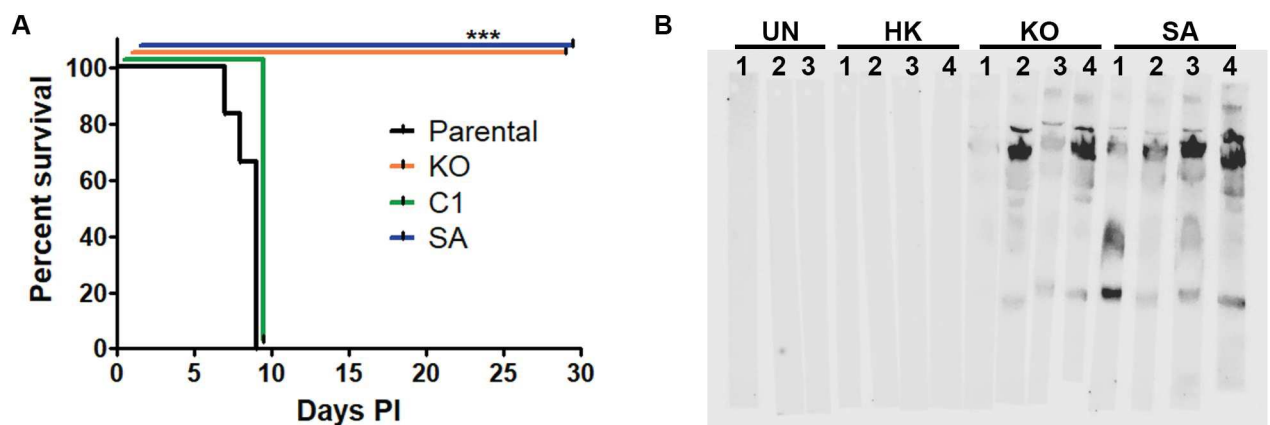 A
***
100
80
60
40
20
0
Percent survival
0 5 10 15 20 25 30
Days PI
Parental
KO
C1
SA
B
UN HK KO SA
1 2 3 1 2 3 4 1 2 3 4 1 2 3 4